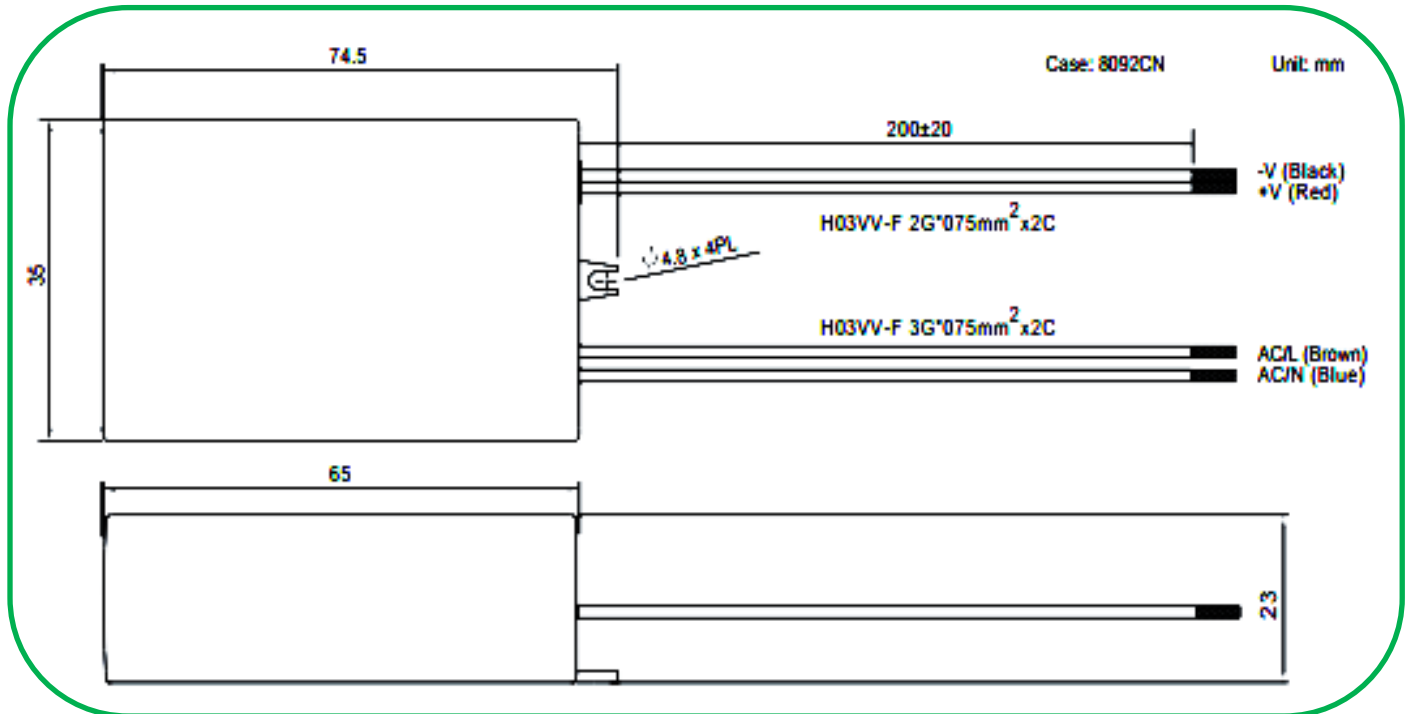 74.5
Case: 8092CN
Unit: mm
200±20
-V (Black)
+V (Red)
H03VV-F 2G*075mm²x2C
4.8 x 4PL
35
H03VV-F 3G*075mm²x2C
AC/L (Brown)
AC/N (Blue)
65
23